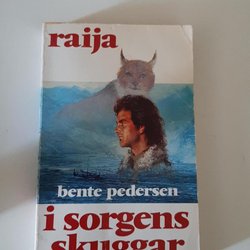 raija
bente pedersen
i sorgens
skuggar